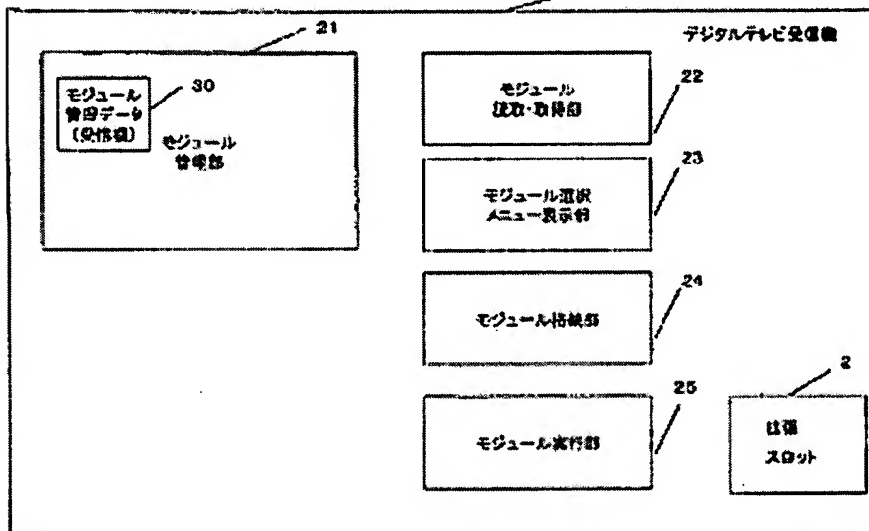 デジタルテレビ受信機
21
モジュール
管理データ
(受信機)
30
モジュール
管理部
モジュール
読取・取得部
22
モジュール選択
メニュー表示部
23
モジュール格納部
24
モジュール実行部
25
2
拡張
スロット